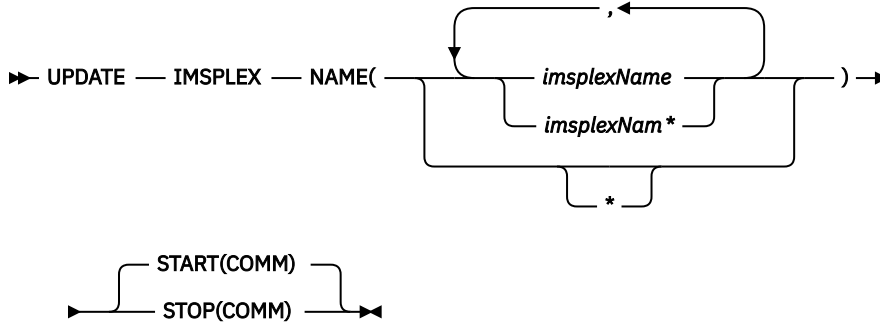 ,
UPDATE IMSPLEX NAME( imsplexName )
imsplexNam*
*
START(COMM)
STOP(COMM)